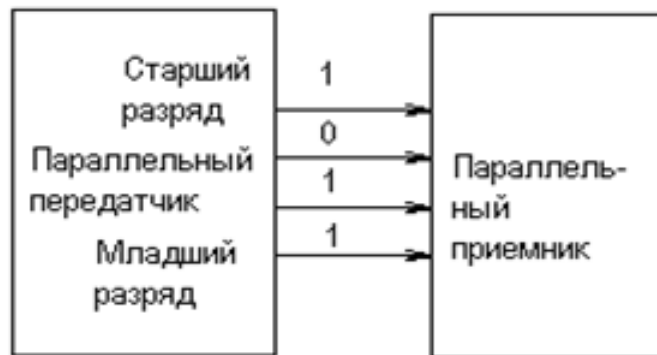 Старший
разряд
Параллельный
передатчик
Младший
разряд
1
0
1
1
Параллель-
ный
приемник